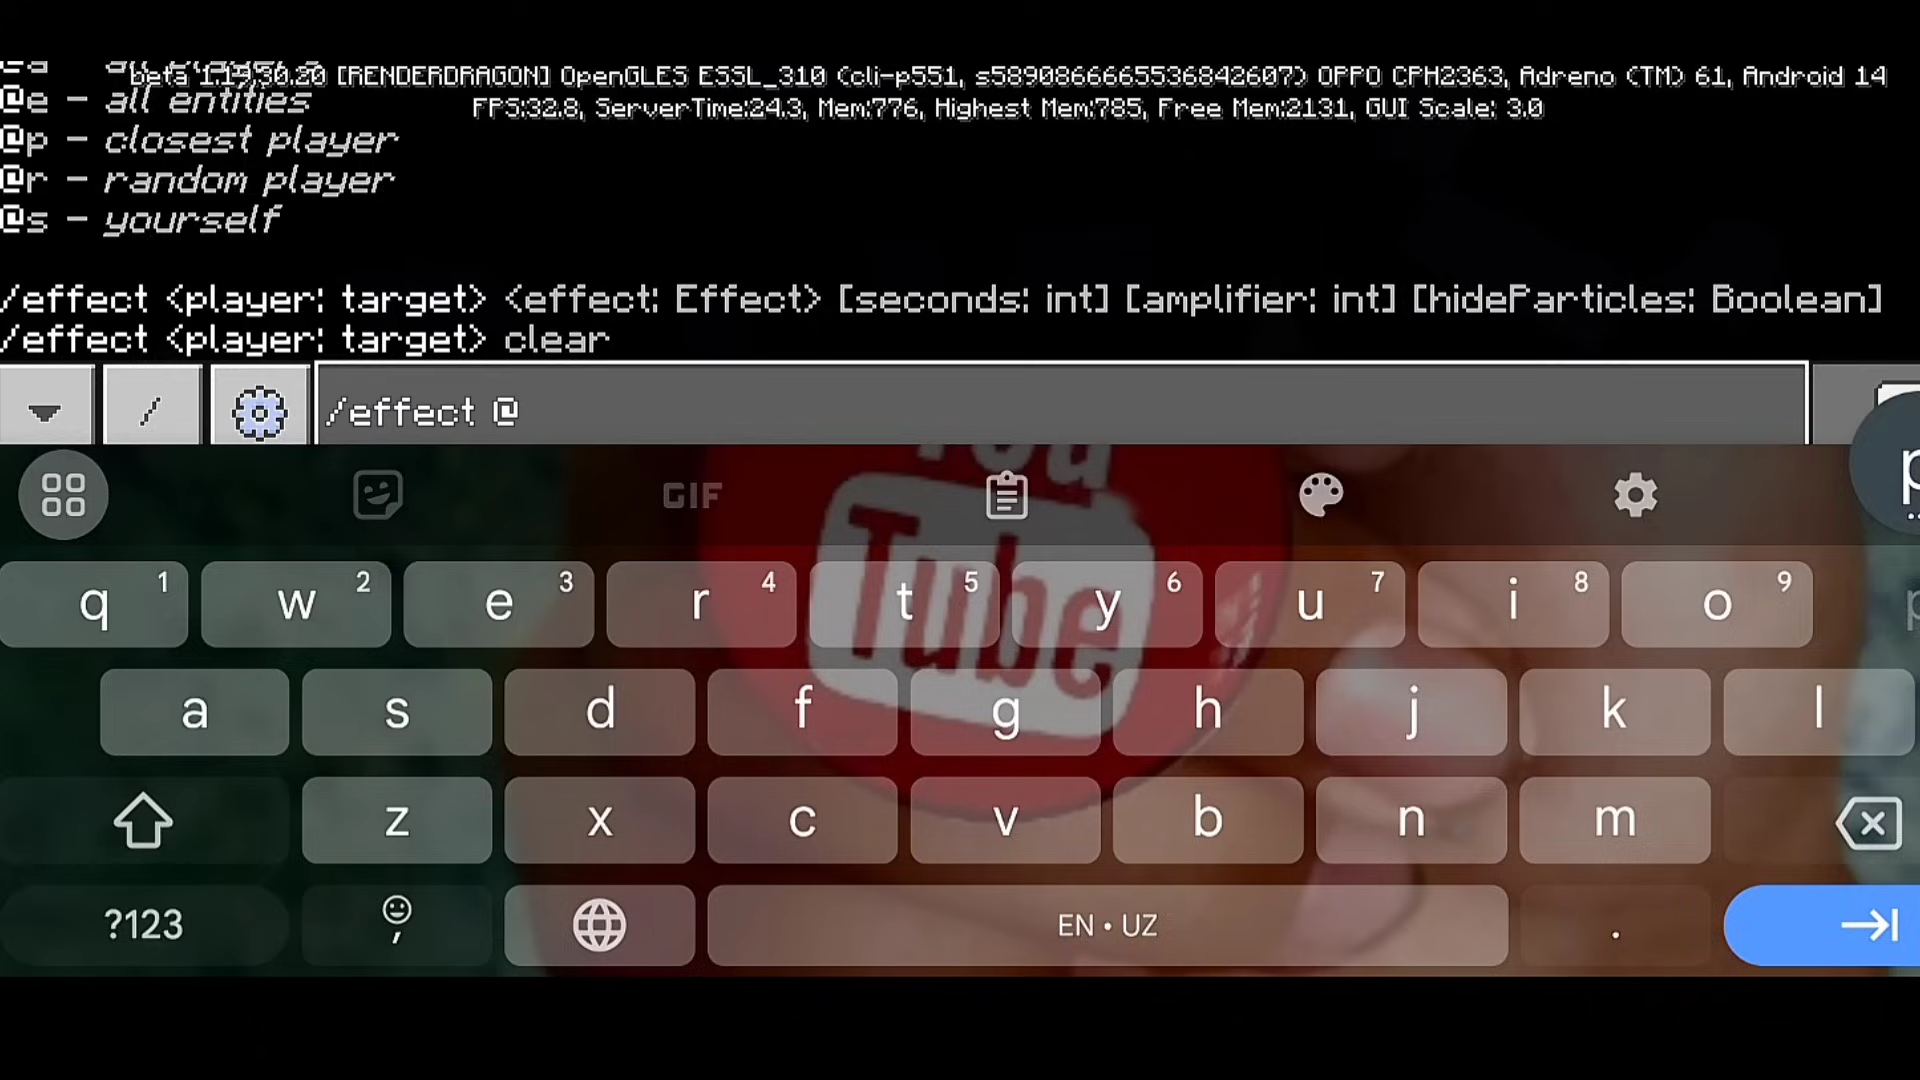 beta 1.19.30.20 [RENDERDRAGON] OpenGLES ESSL_310 (cli-p551, s5890866665536842607) OPPO CPH2363, Adreno (TM) 61, Android 14
FPS:32.8, ServerTime:24.3, Mem:776, Highest Mem:785, Free Mem:2131, GUI Scale: 3.0
@e - all entities
@p - closest player
@r - random player
@s - yourself
/effect <player: target> <effect: Effect> [seconds: int] [amplifier: int] [hideParticles: Boolean]
/effect <player: target> clear
/
/effect @
You
Tube
p
GIF
q 1 w 2 e 3 r 4 t 5 y 6 u 7 i 8 o 9 p
a s d f g h j k l
z x c v b n m
?123 , EN • UZ .